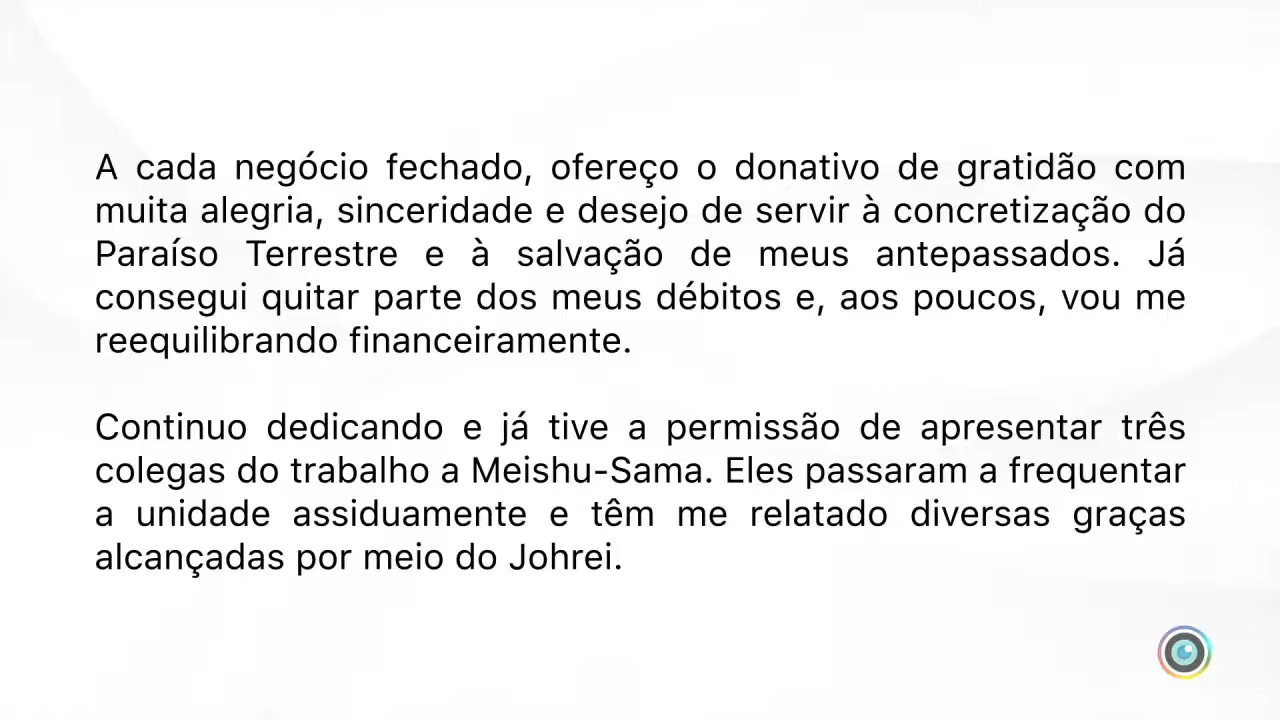 A cada negócio fechado, ofereço o donativo de gratidão com
muita alegria, sinceridade e desejo de servir à concretização do
Paraíso Terrestre e à salvação de meus antepassados. Já
consegui quitar parte dos meus débitos e, aos poucos, vou me
reequilibrando financeiramente.
Continuo dedicando e já tive a permissão de apresentar três
colegas do trabalho a Meishu-Sama. Eles passaram a frequentar
a unidade assiduamente e têm me relatado diversas graças
alcançadas por meio do Johrei.